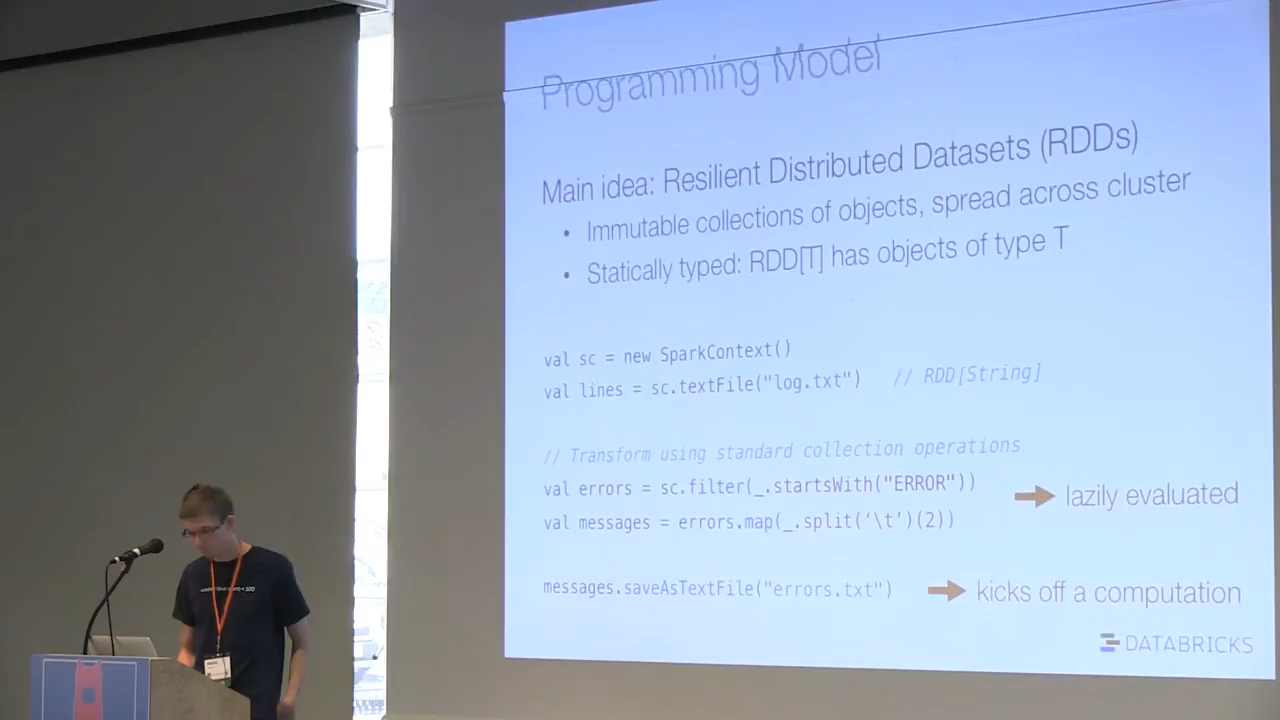 Programming Model
Main idea: Resilient Distributed Datasets (RDDs)
• Immutable collections of objects, spread across cluster
• Statically typed: RDD[T] has objects of type T
val sc = new SparkContext()
val lines = sc.textFile("log.txt") // RDD[String]
// Transform using standard collection operations
val errors = sc.filter(_.startsWith("ERROR"))
val messages = errors.map(_.split(‘\t’)(2))
lazily evaluated
messages.saveAsTextFile("errors.txt")
kicks off a computation
DATABRICKS